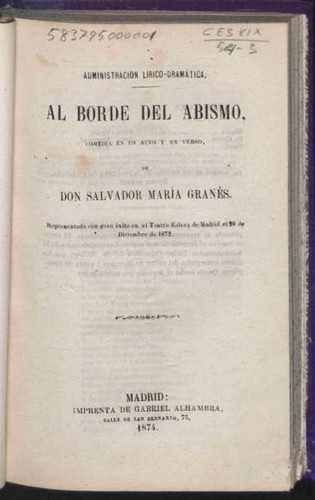 583795000001
CES XIX
54-3
ADMINISTRACION LÍRICO-DRAMÁTICA.
AL BORDE DEL ABISMO,
COMEDIA EN UN ACTO Y EN VERSO,
DE
DON SALVADOR MARÍA GRANÉS.
Representada con gran éxito en el Teatro Eslava de Madrid el 20 de
Diciembre de 1872.
MADRID:
IMPRENTA DE GABRIEL ALHAMBRA,
CALLE DE SAN BERNARDO, 73,
1874.